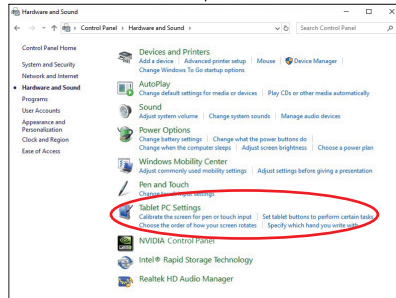 Hardware and Sound
Control Panel > Hardware and Sound >
Search Control Panel
Control Panel Home
System and Security
Network and Internet
Hardware and Sound
Programs
User Accounts
Appearance and
Personalization
Clock and Region
Ease of Access
Devices and Printers
Add a device | Advanced printer setup | Mouse | Device Manager
Change Windows To Go startup options
AutoPlay
Change default settings for media or devices | Play CDs or other media automatically
Sound
Adjust system volume | Change system sounds | Manage audio devices
Power Options
Change battery settings | Change what the power buttons do
Change when the computer sleeps | Adjust screen brightness | Choose a power plan
Windows Mobility Center
Adjust commonly used mobility settings | Adjust settings before giving a presentation
Pen and Touch
Change settings
Tablet PC Settings
Calibrate the screen for pen or touch input | Set tablet buttons to perform certain tasks
Choose the order of how your screen rotates | Specify which hand you write with
NVIDIA Control Panel
Intel® Rapid Storage Technology
Realtek HD Audio Manager